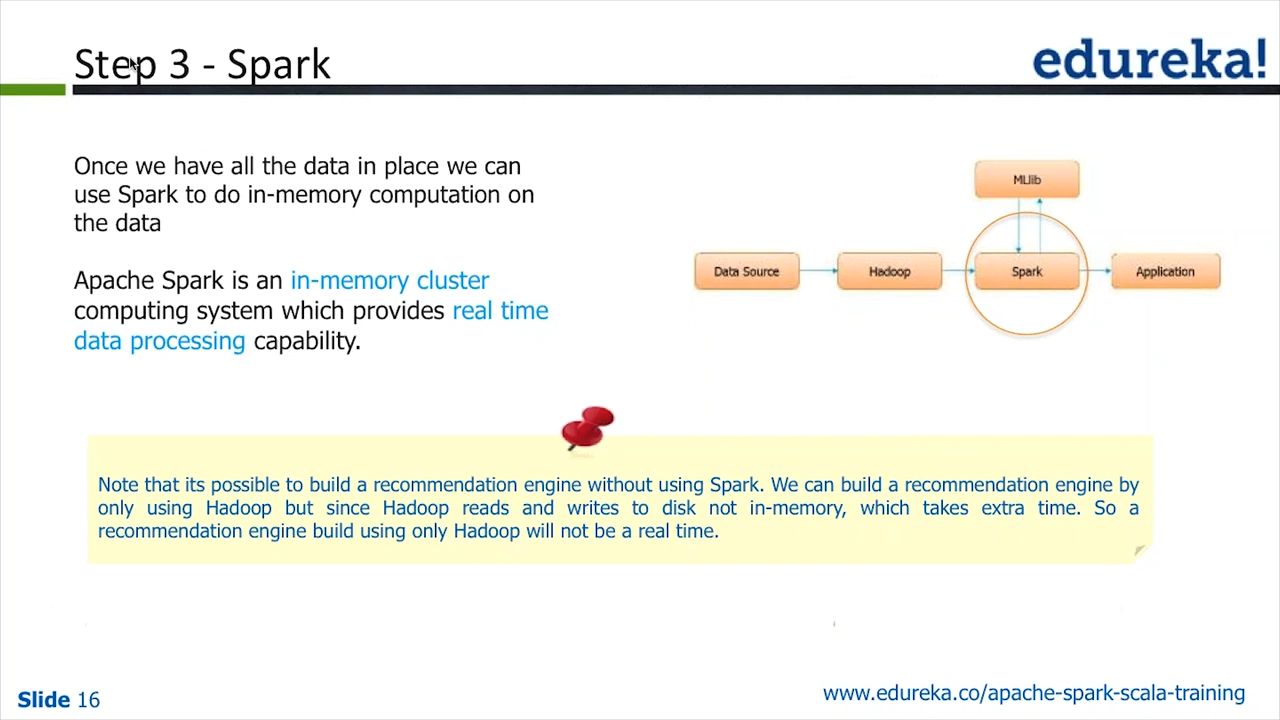 Step 3 - Spark
edureka!
Once we have all the data in place we can
use Spark to do in-memory computation on
the data
Apache Spark is an in-memory cluster
computing system which provides real time
data processing capability.
MLlib
Data Source
Hadoop
Spark
Application
Note that its possible to build a recommendation engine without using Spark. We can build a recommendation engine by
only using Hadoop but since Hadoop reads and writes to disk not in-memory, which takes extra time. So a
recommendation engine build using only Hadoop will not be a real time.
Slide 16
www.edureka.co/apache-spark-scala-training